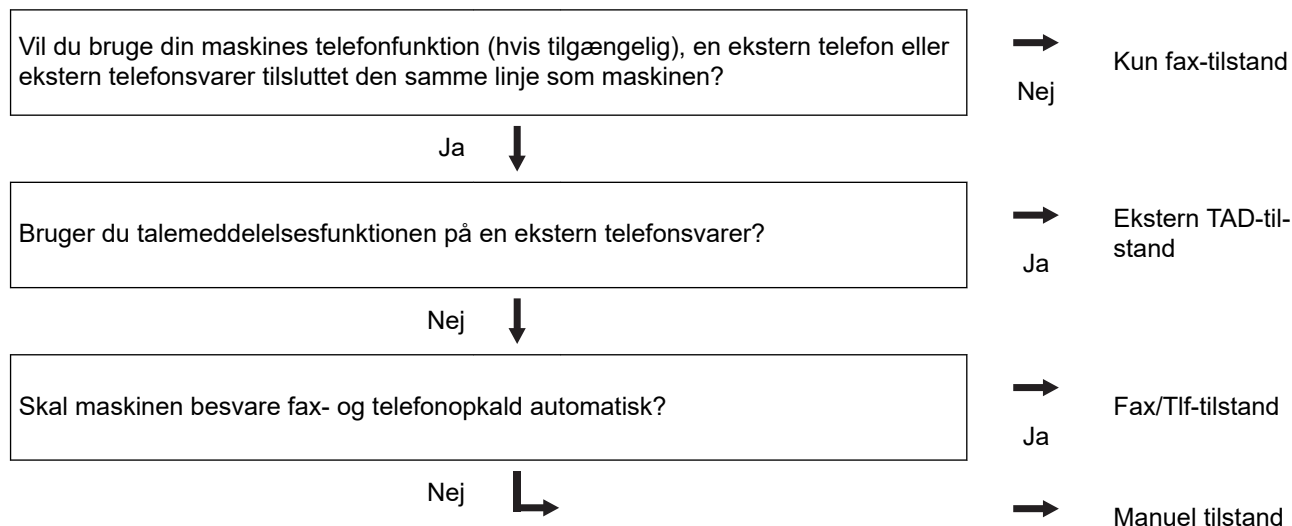 Vil du bruge din maskines telefonfunktion (hvis tilgængelig), en ekstern telefon eller
ekstern telefonsvarer tilsluttet den samme linje som maskinen?
Nej
Kun fax-tilstand
Ja
Bruger du talemeddelelsesfunktionen på en ekstern telefonsvarer?
Ja
Ekstern TAD-til-
stand
Nej
Skal maskinen besvare fax- og telefonopkald automatisk?
Ja
Fax/Tlf-tilstand
Nej
Manuel tilstand